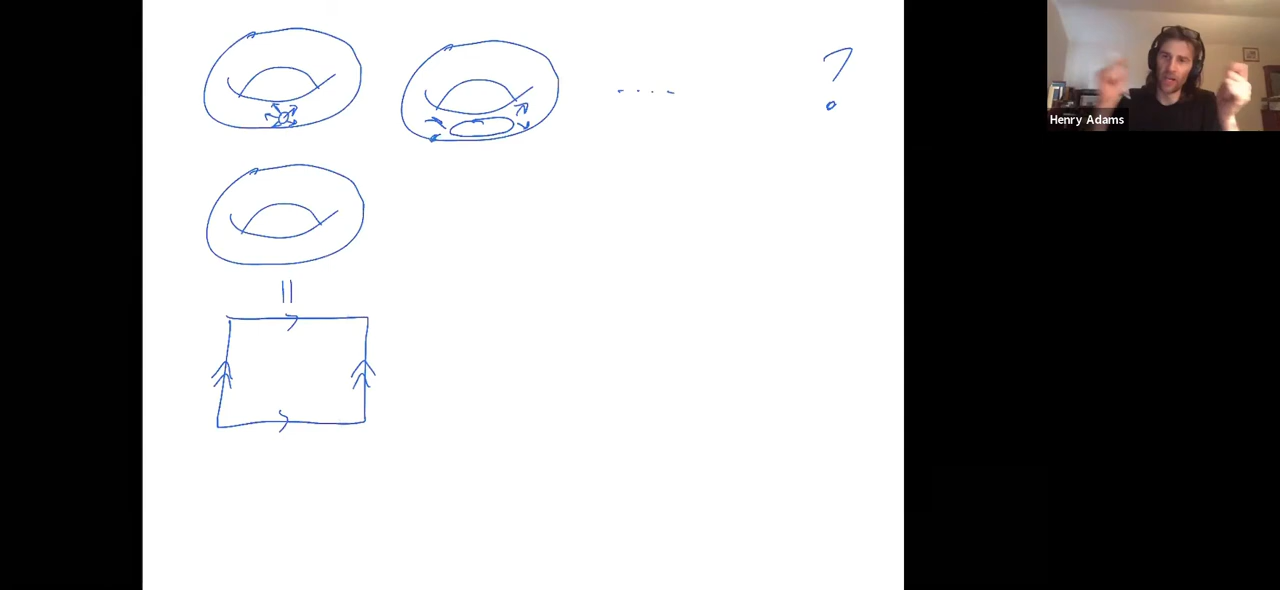 . . . . ?
Henry Adams
=